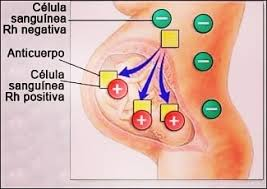 Célula
sanguínea
Rh negativa
Anticuerpo
Célula
sanguínea
Rh positiva